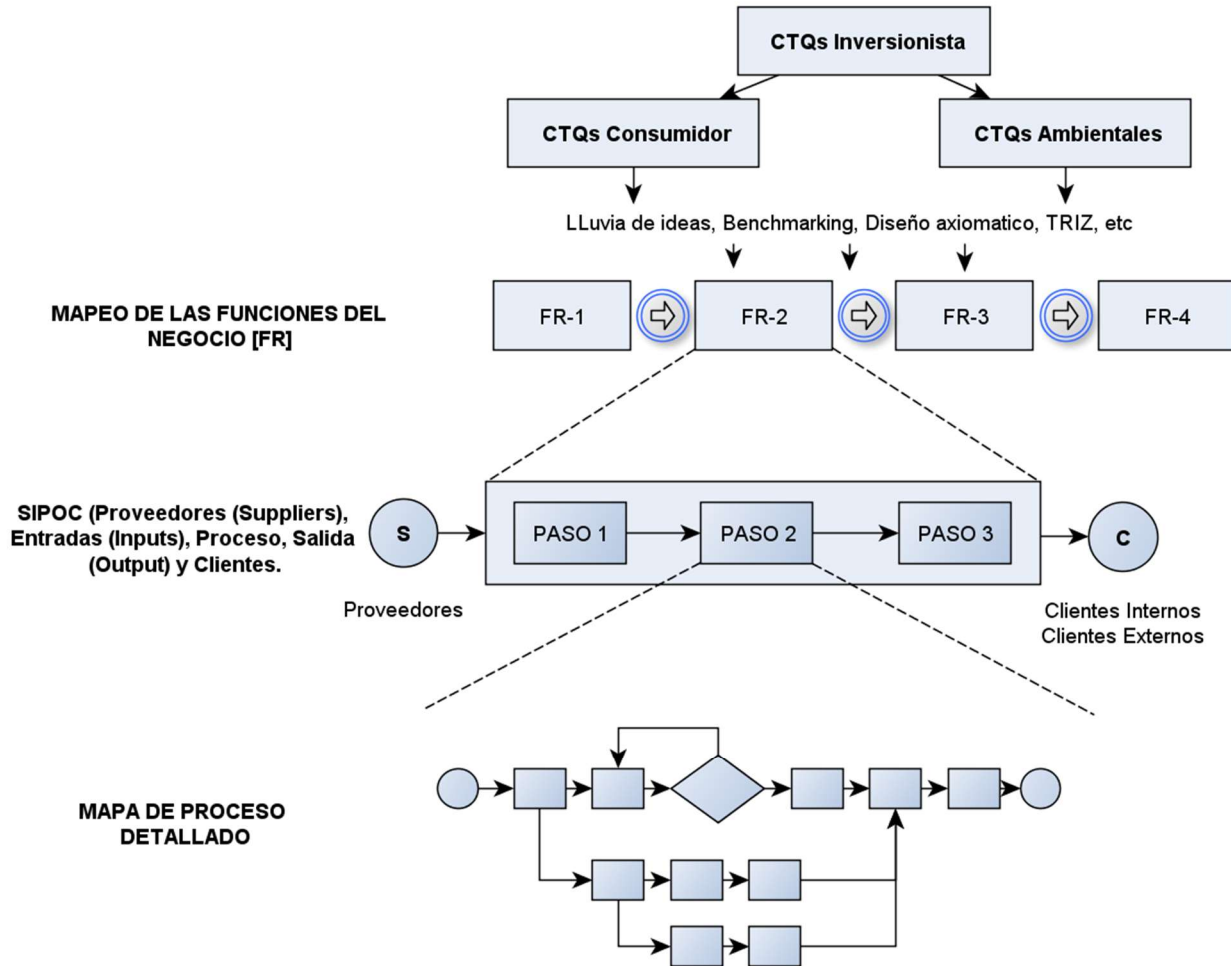 CTQs Inversionista
CTQs Consumidor
CTQs Ambientales
LLuvia de ideas, Benchmarking, Diseño axiomatico, TRIZ, etc
MAPEO DE LAS FUNCIONES DEL
NEGOCIO [FR]
FR-1
FR-2
FR-3
FR-4
SIPOC (Proveedores (Suppliers),
Entradas (Inputs), Proceso, Salida
(Output) y Clientes.
S
PASO 1
PASO 2
PASO 3
C
Proveedores
Clientes Internos
Clientes Externos
MAPA DE PROCESO
DETALLADO